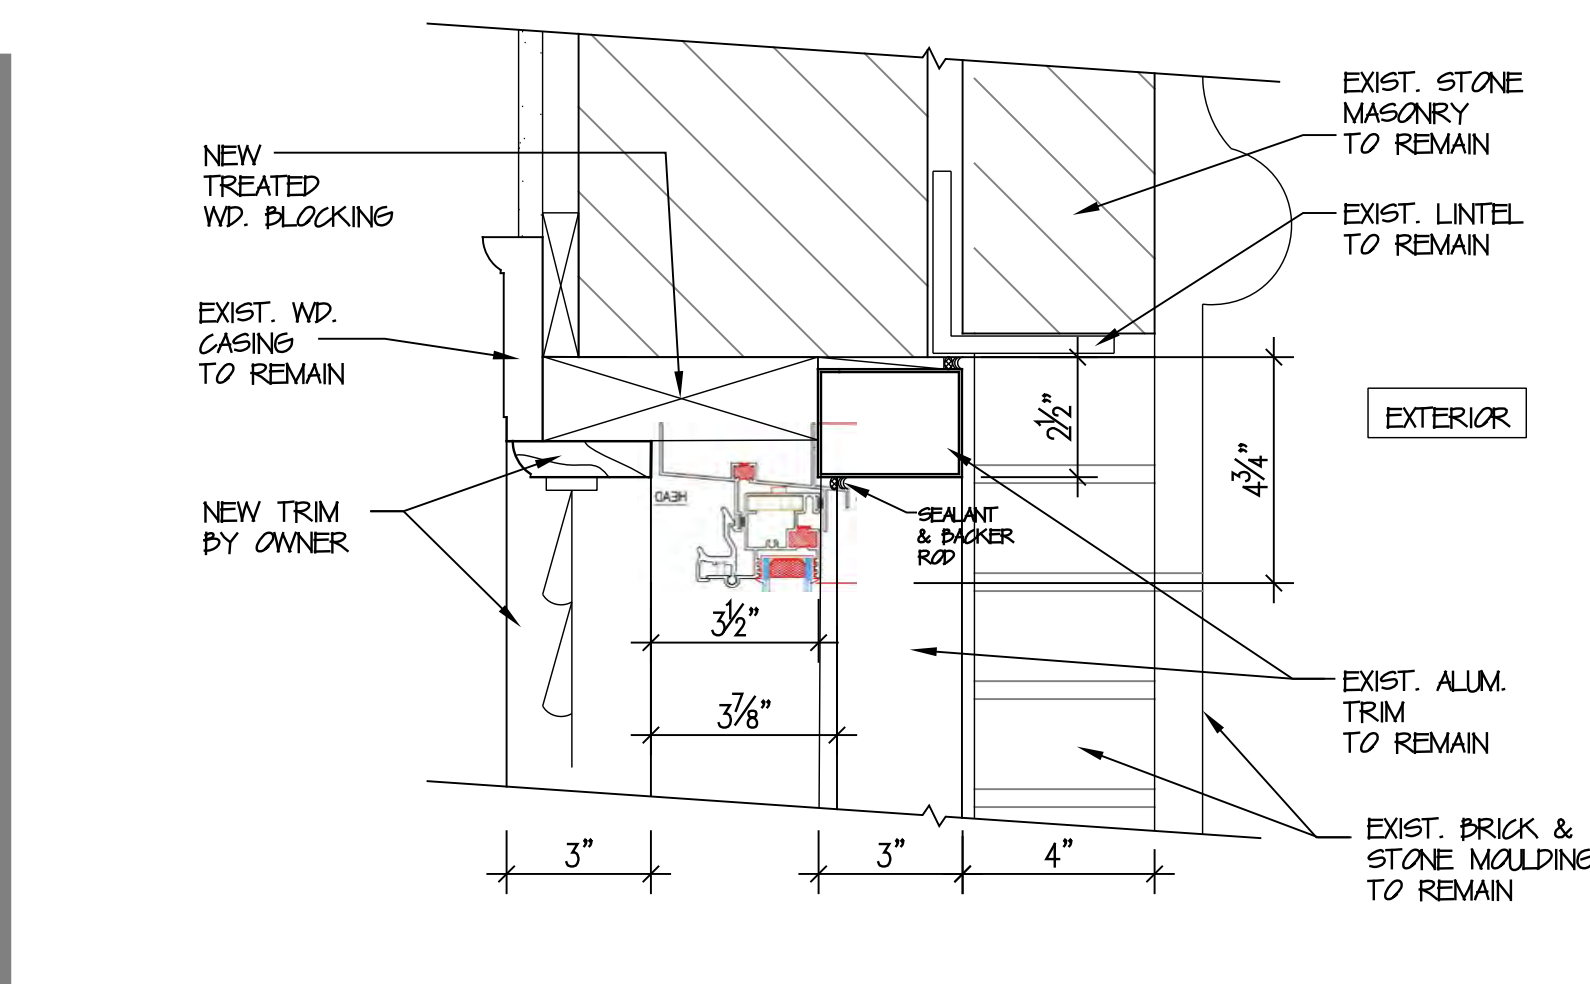 NEW
TREATED
WD. BLOCKING
EXIST. WD.
CASING
TO REMAIN
NEW TRIM
BY OWNER
EXIST. STONE
MASONRY
TO REMAIN
EXIST. LINTEL
TO REMAIN
EXTERIOR
2½"
4¾"
HEAD
SEALANT
& BACKER
ROD
3½"
3⅞"
EXIST. ALUM.
TRIM
TO REMAIN
EXIST. BRICK &
STONE MOULDING
TO REMAIN
3"
3"
4"